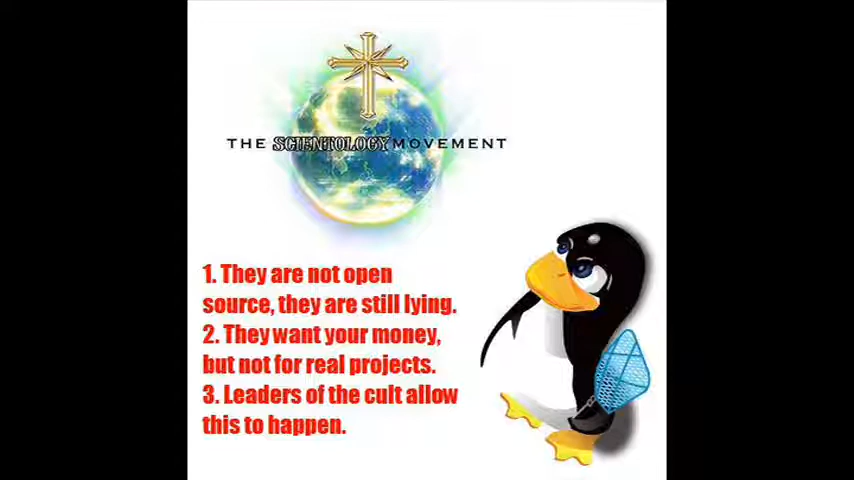 THE SCIENTOLOGY MOVEMENT
1. They are not open
source, they are still lying.
2. They want your money,
but not for real projects.
3. Leaders of the cult allow
this to happen.